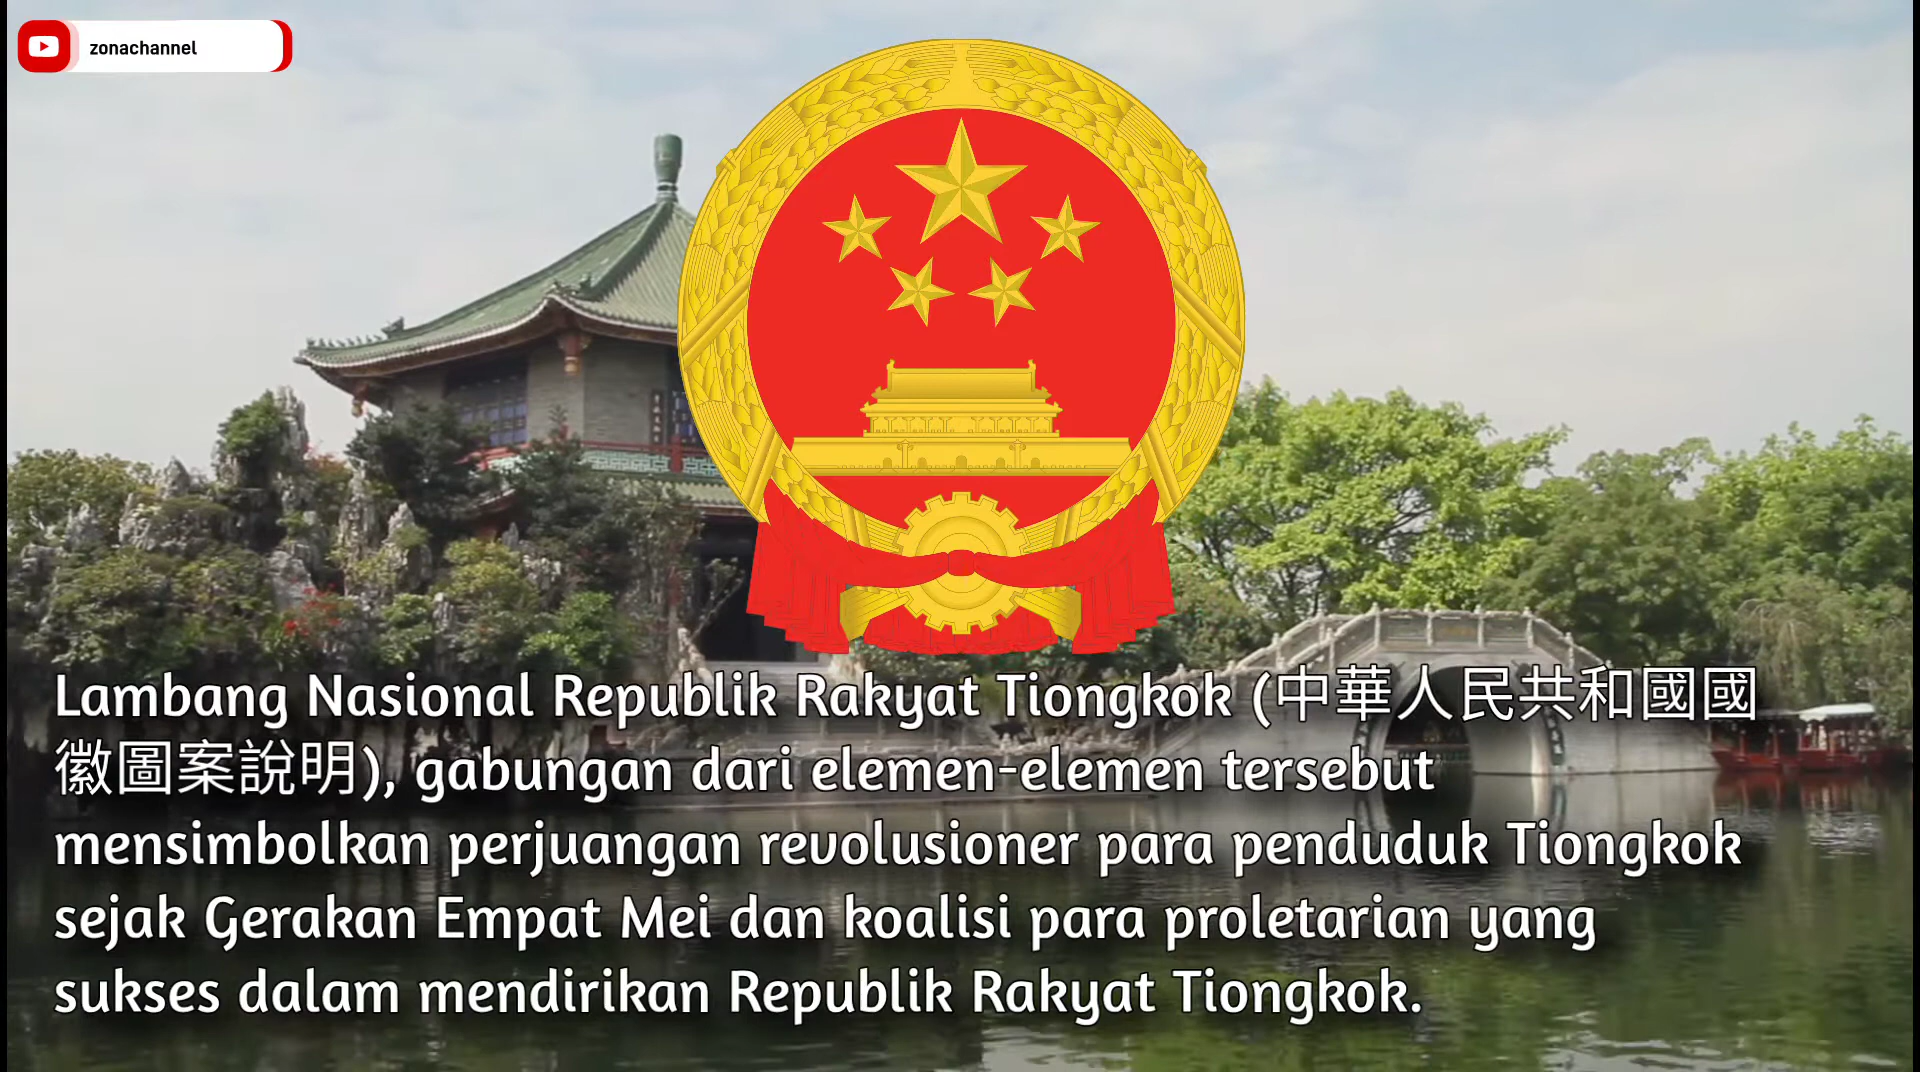 zonachannel
Lambang Nasional Republik Rakyat Tiongkok (中華人民共和國國
徽圖案說明), gabungan dari elemen-elemen tersebut
mensimbolkan perjuangan revolusioner para penduduk Tiongkok
sejak Gerakan Empat Mei dan koalisi para proletarian yang
sukses dalam mendirikan Republik Rakyat Tiongkok.